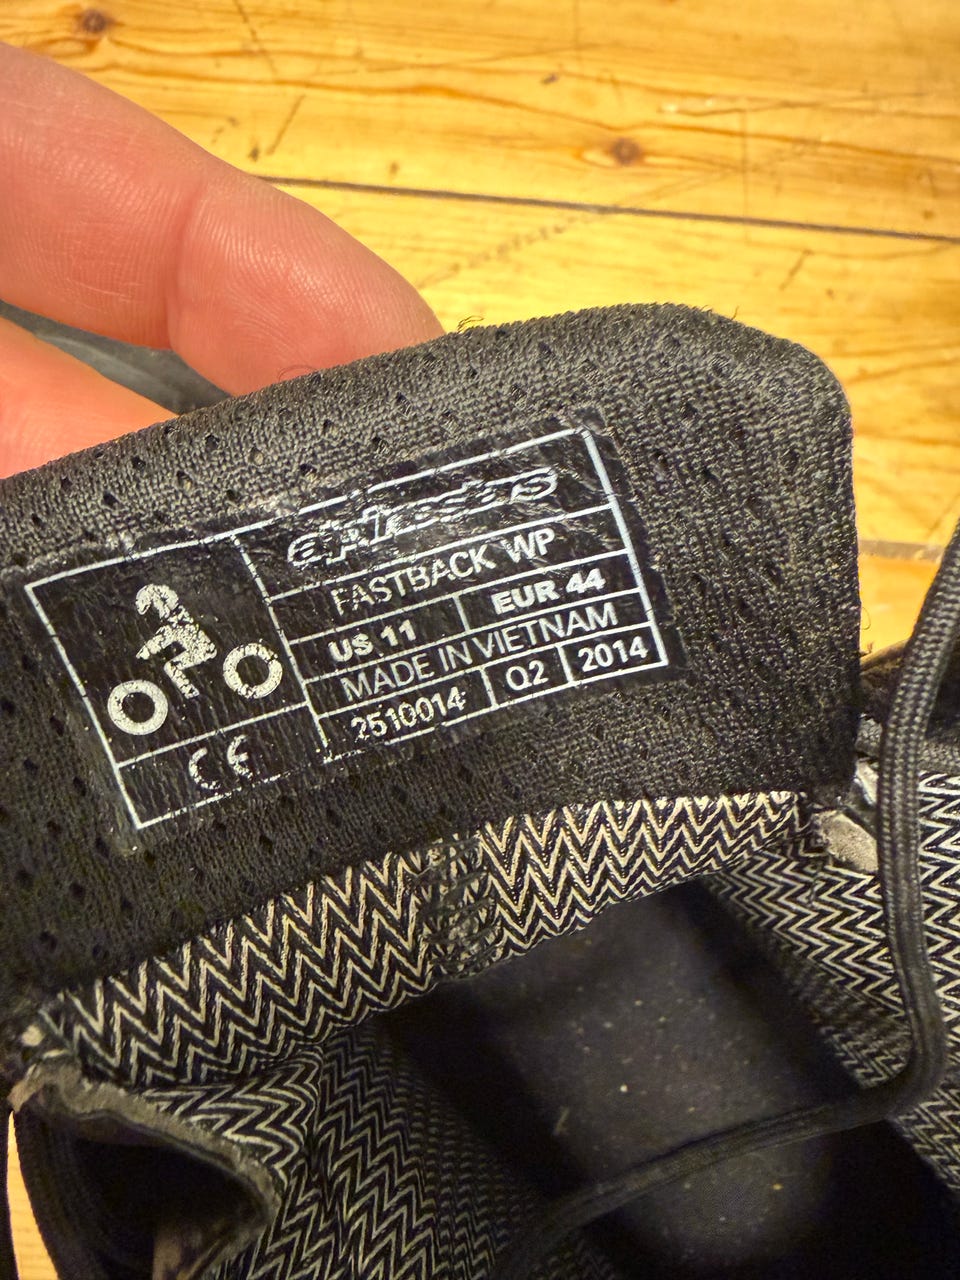 alpinestars
FASTBACK WP
US 11 EUR 44
MADE IN VIETNAM
2510014 Q2 2014
CE